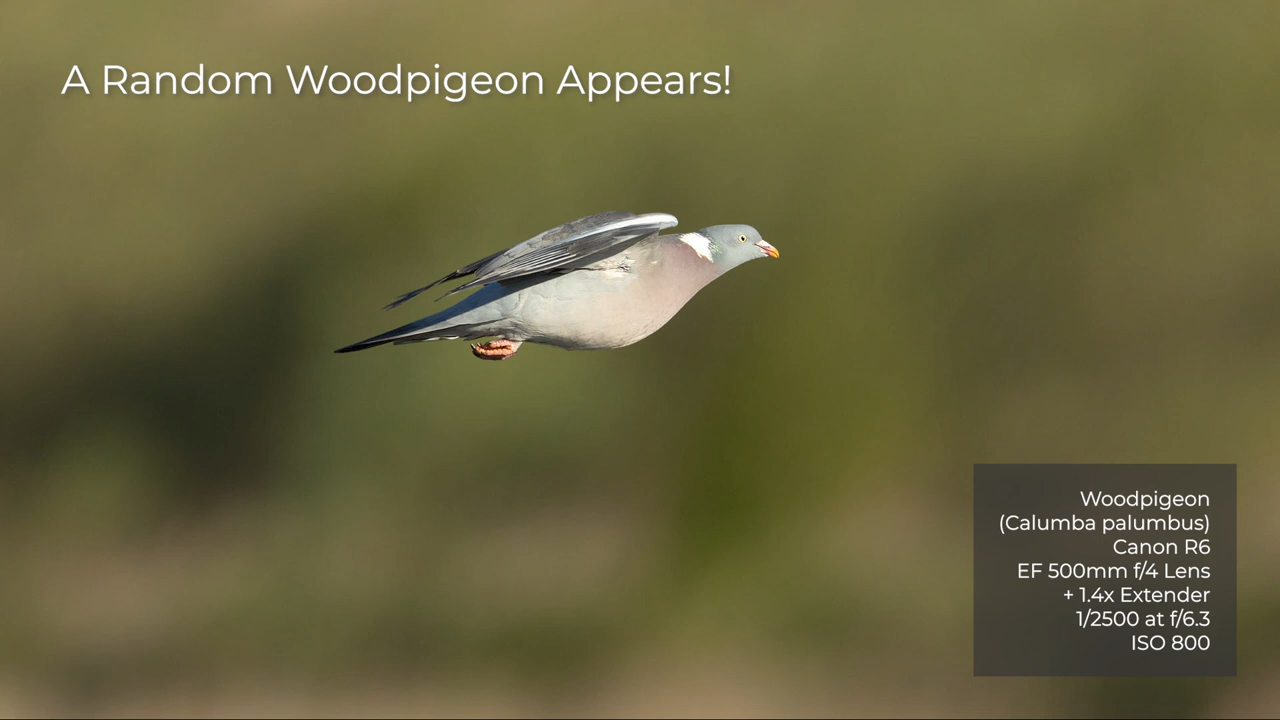 A Random Woodpigeon Appears!
Woodpigeon
(Calumba palumbus)
Canon R6
EF 500mm f/4 Lens
+ 1.4x Extender
1/2500 at f/6.3
ISO 800